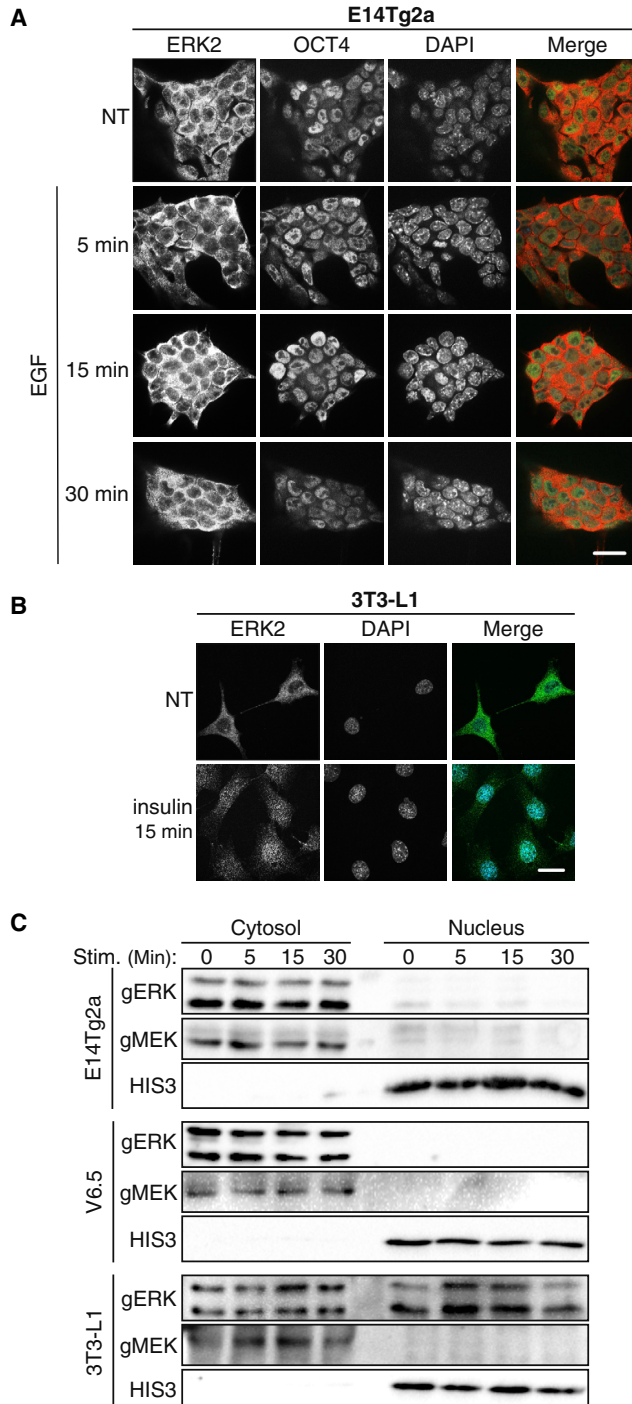 A
E14Tg2a
ERK2 OCT4 DAPI Merge
NT
EGF
5 min
15 min
30 min
B
3T3-L1
ERK2 DAPI Merge
NT
insulin
15 min
C
Cytosol Nucleus
Stim. (Min): 0 5 15 30 0 5 15 30
E14Tg2a
gERK
gMEK
HIS3
V6.5
gERK
gMEK
HIS3
3T3-L1
gERK
gMEK
HIS3